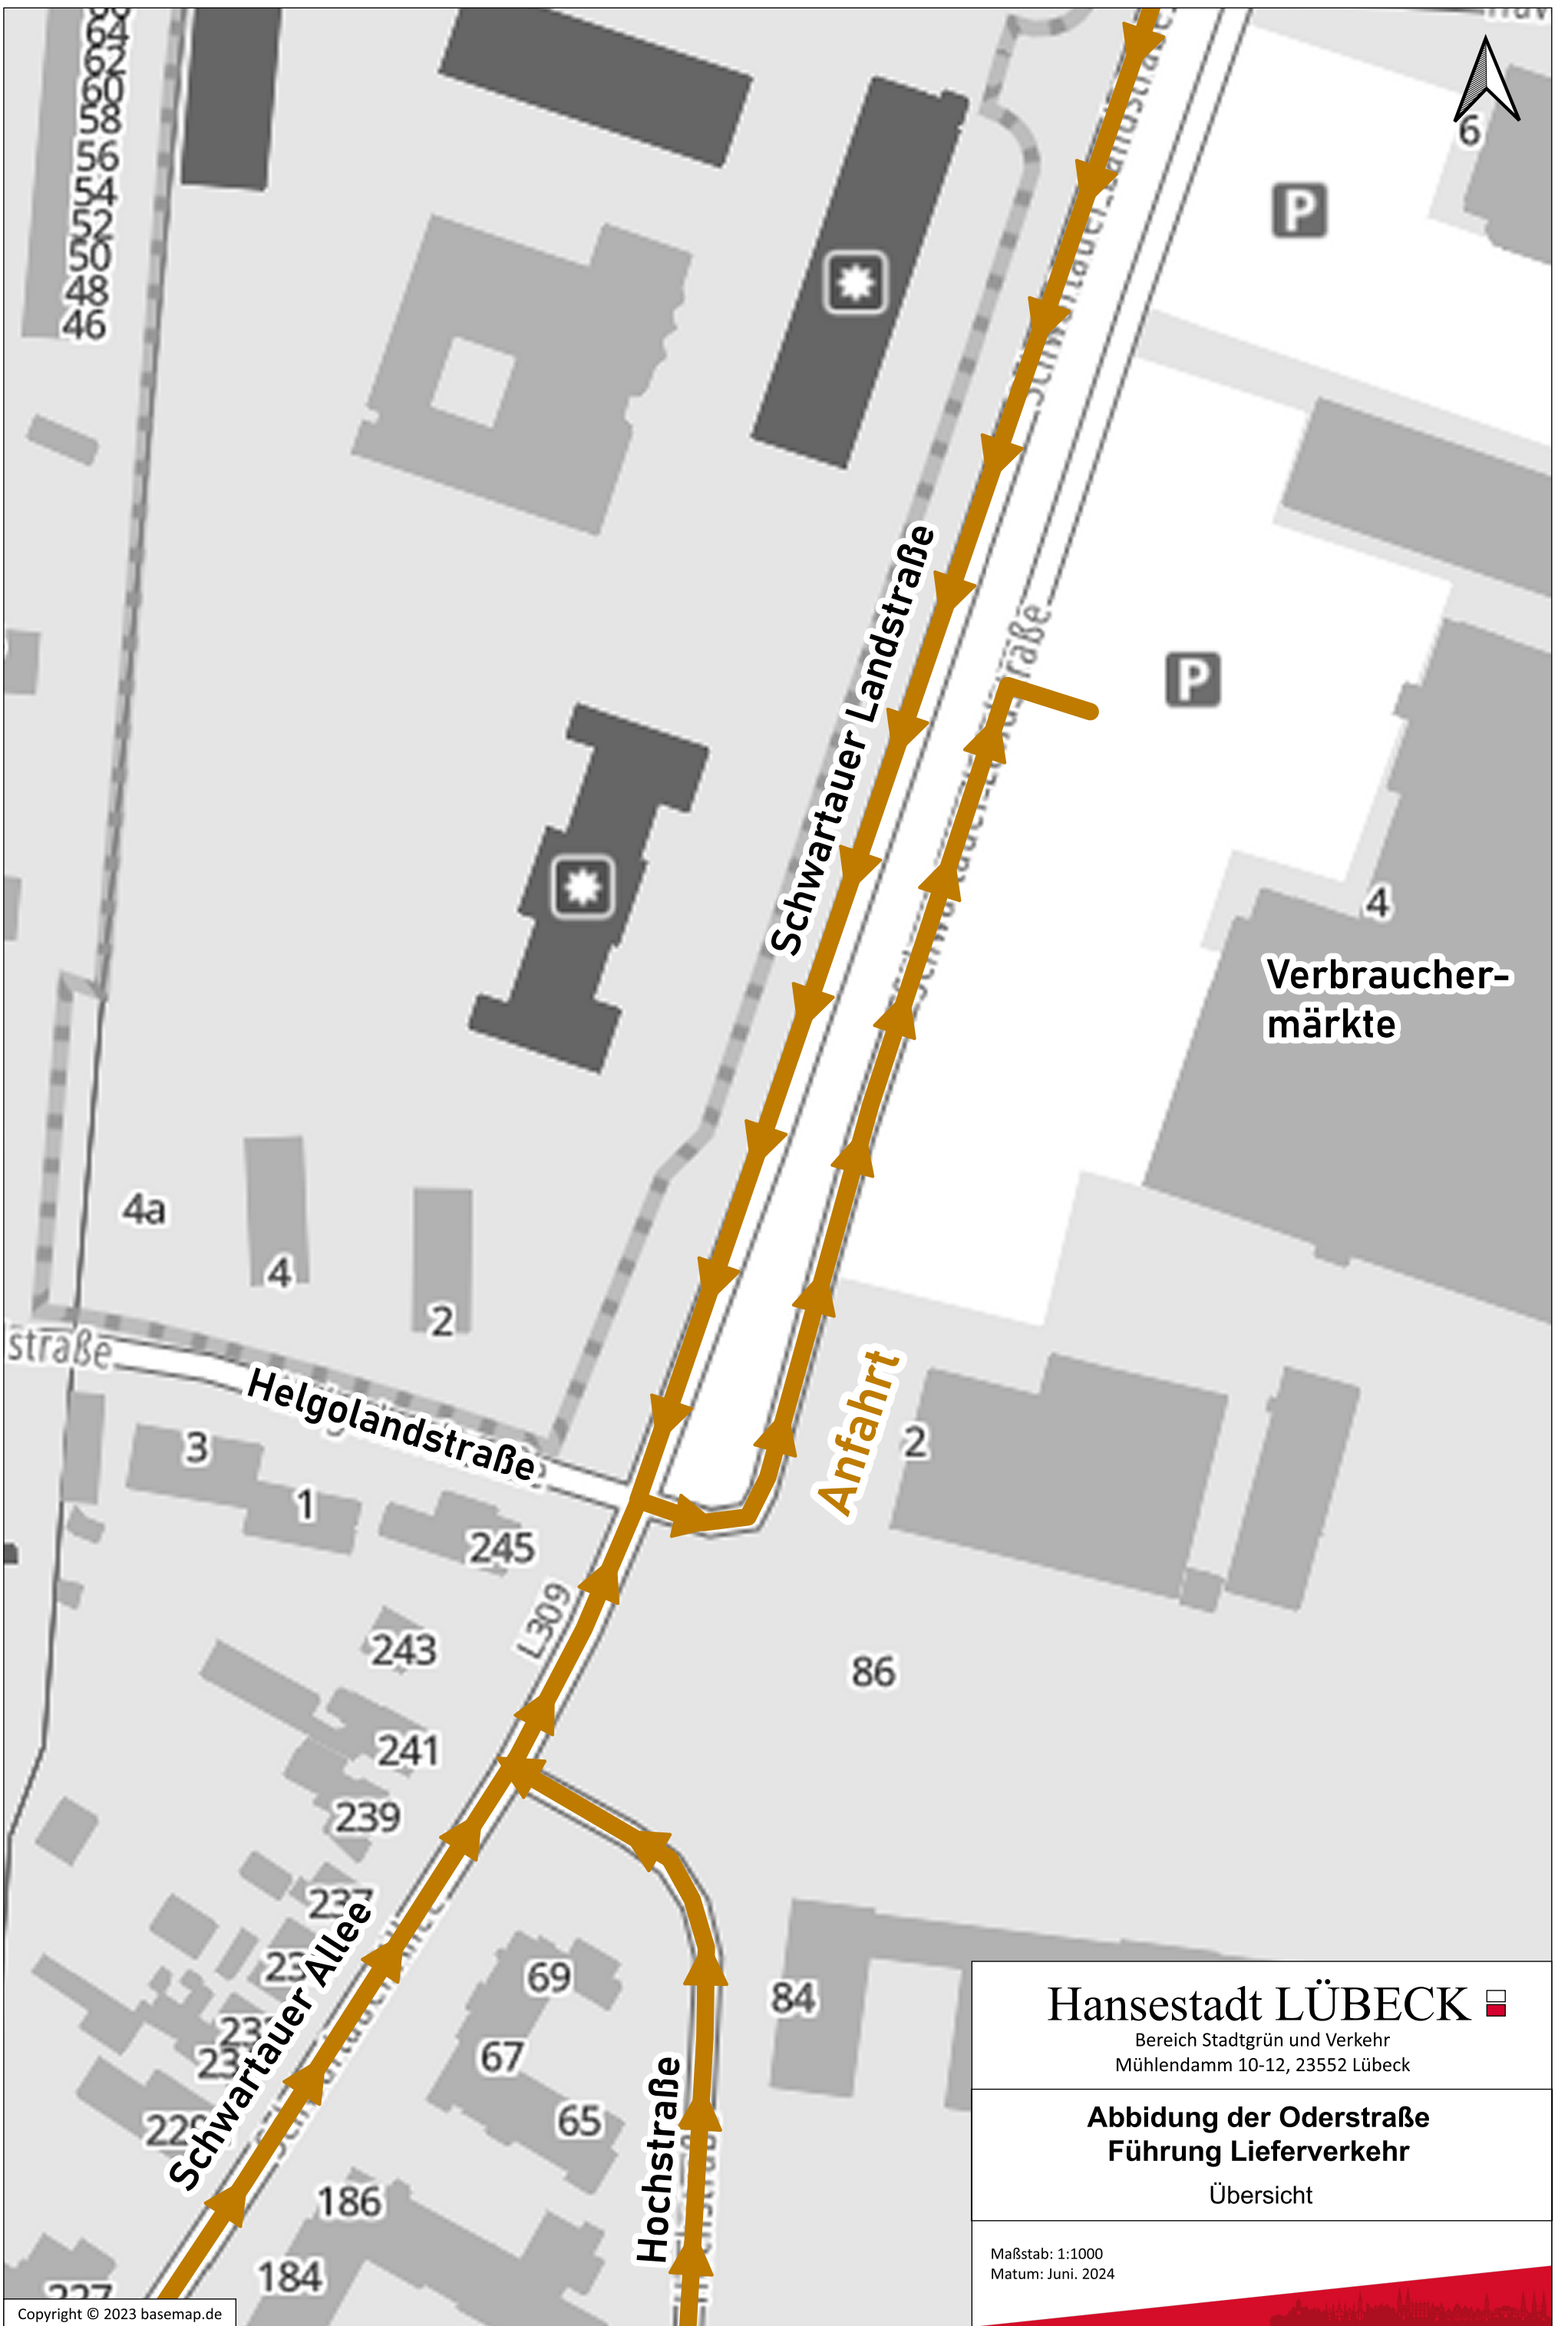 64
62
60
58
56
54
52
50
48
46
6
P
Schwartauer Landstraße
P
4
Verbraucher-
märkte
4a
4
2
straße
Helgolandstraße
Anfahrt
2
3
1
245
L309
243
86
241
239
237
Schwartauer Allee
69
84
67
65
Hochstraße
186
184
Hansestadt LÜBECK
Bereich Stadtgrün und Verkehr
Mühlendamm 10-12, 23552 Lübeck
Abbidung der Oderstraße
Führung Lieferverkehr
Übersicht
Maßstab: 1:1000
Matum: Juni. 2024
Copyright © 2023 basemap.de